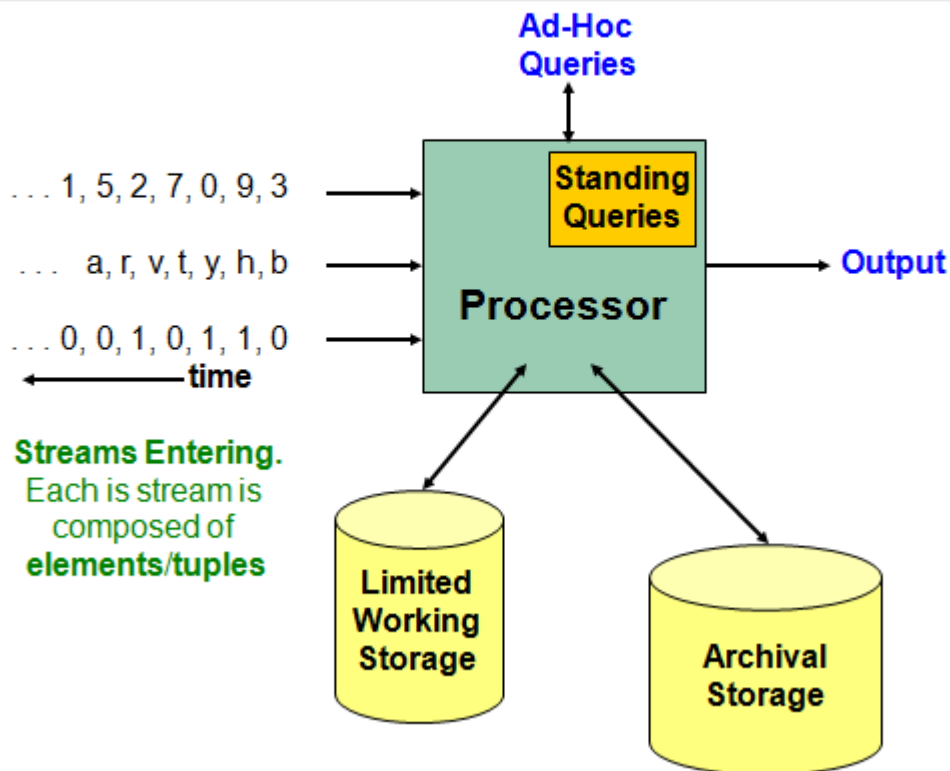 Ad-Hoc
Queries
Standing
Queries
Processor
. . . 1, 5, 2, 7, 0, 9, 3
. . . a, r, v, t, y, h, b
. . . 0, 0, 1, 0, 1, 1, 0
time
Output
Streams Entering.
Each is stream is
composed of
elements/tuples
Limited
Working
Storage
Archival
Storage